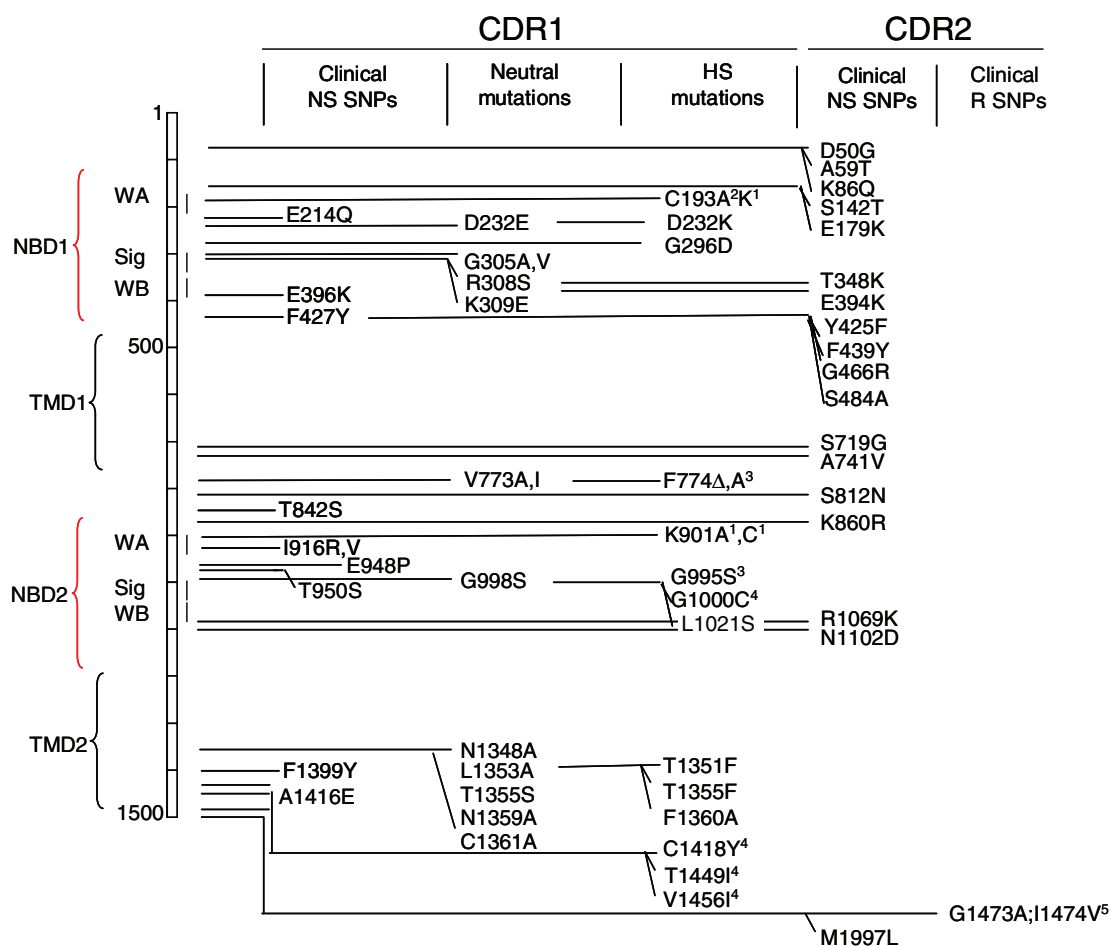 CDR1 CDR2
Clinical NS SNPs
Neutral mutations
HS mutations
Clinical NS SNPs
Clinical R SNPs
1
D50G
A59T
K86Q
WA C193A²K¹ S142T
E214Q D232E D232K E179K
NBD1 G296D
Sig G305A,V
R308S T348K
WB E396K K309E E394K
F427Y Y425F
500 F439Y
G466R
TMD1 S484A
S719G
A741V
V773A,I F774Δ,A³
S812N
T842S K860R
WA K901A¹,C¹
I916R,V
E948P
NBD2 Sig T950S G998S G995S³
G1000C⁴
WB L1021S R1069K
N1102D
TMD2 N1348A
F1399Y L1353A T1351F
A1416E T1355S T1355F
1500 N1359A F1360A
C1361A C1418Y⁴
T1449I⁴
V1456I⁴
G1473A;I1474V⁵
M1997L